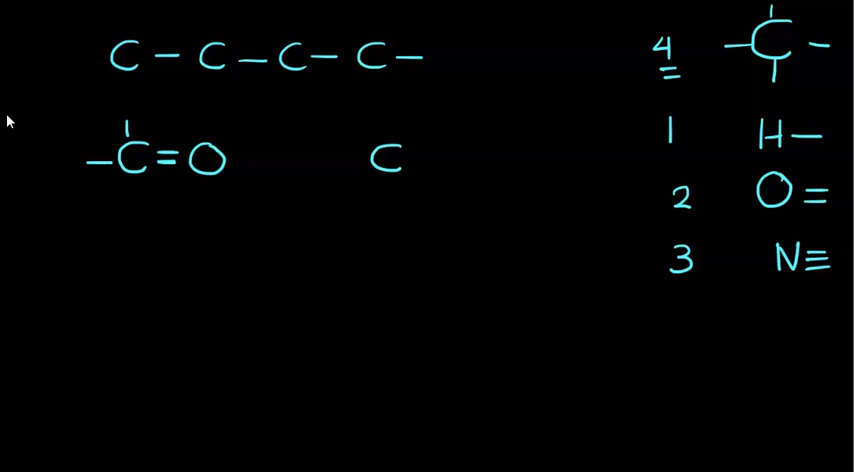 C - C - C - C -
4 - C -
1 H -
- C = O C
2 O =
3 N ≡